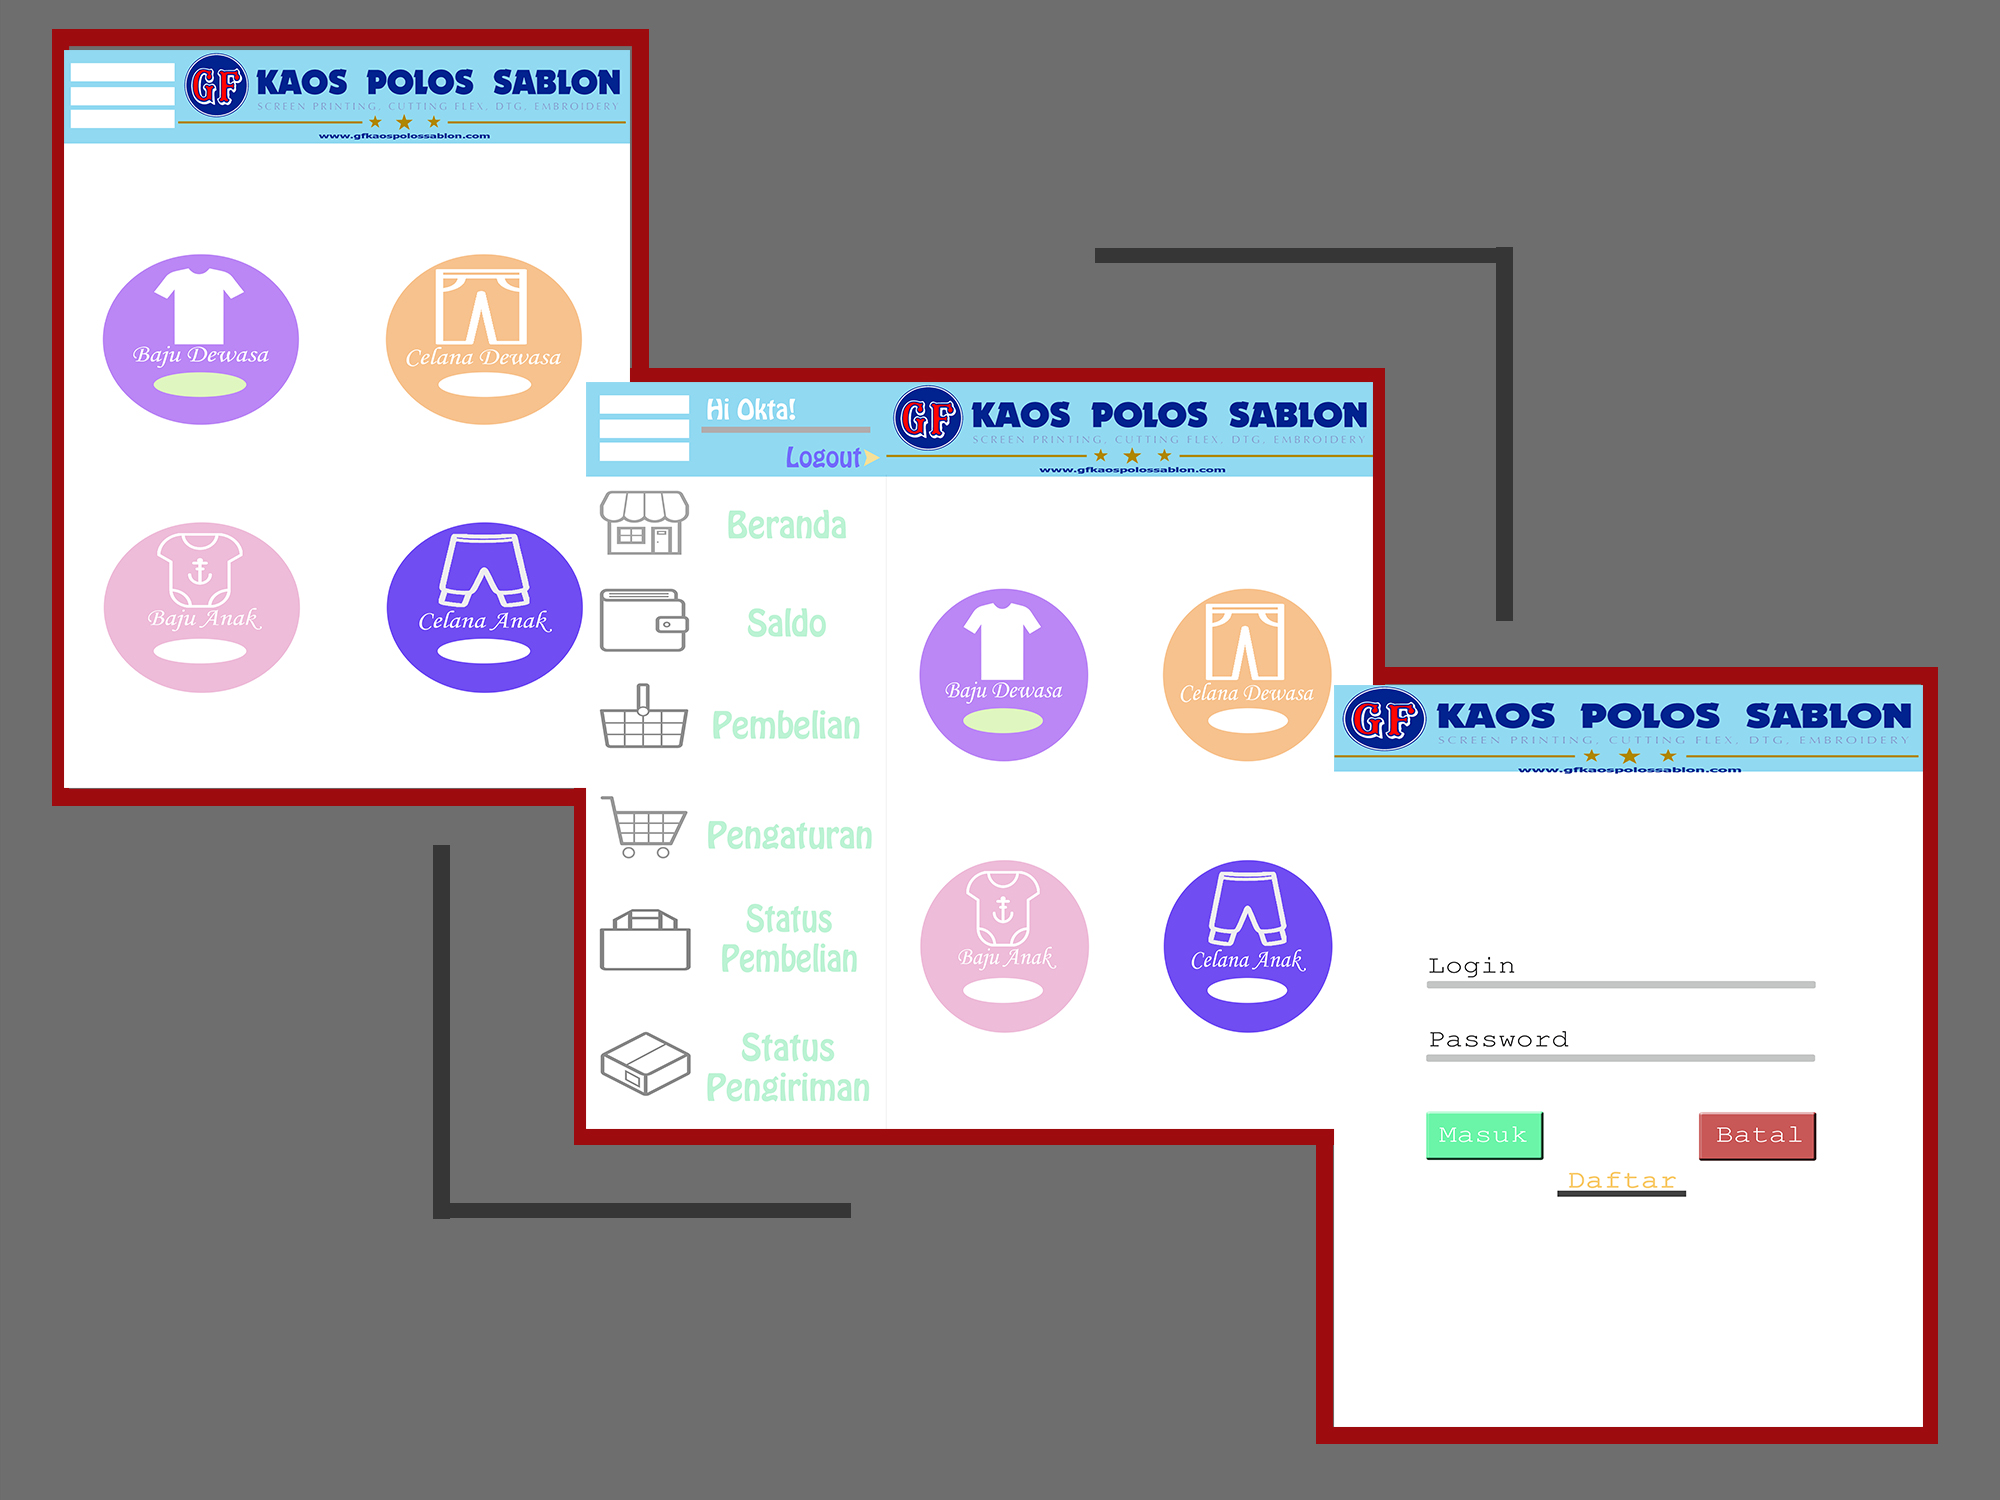 GF KAOS POLOS SABLON
SCREEN PRINTING, CUTTING FLEX, DTG, EMBROIDERY
www.gfkaospolossablon.com
Baju Dewasa
Celana Dewasa
Baju Anak
Celana Anak
Hi Okta!
Logout
GF KAOS POLOS SABLON
SCREEN PRINTING, CUTTING FLEX, DTG, EMBROIDERY
www.gfkaospolossablon.com
Beranda
Saldo
Pembelian
Pengaturan
Status
Pembelian
Status
Pengiriman
Baju Dewasa
Celana Dewasa
Baju Anak
Celana Anak
GF KAOS POLOS SABLON
SCREEN PRINTING, CUTTING FLEX, DTG, EMBROIDERY
www.gfkaospolossablon.com
Login
Password
Masuk
Batal
Daftar